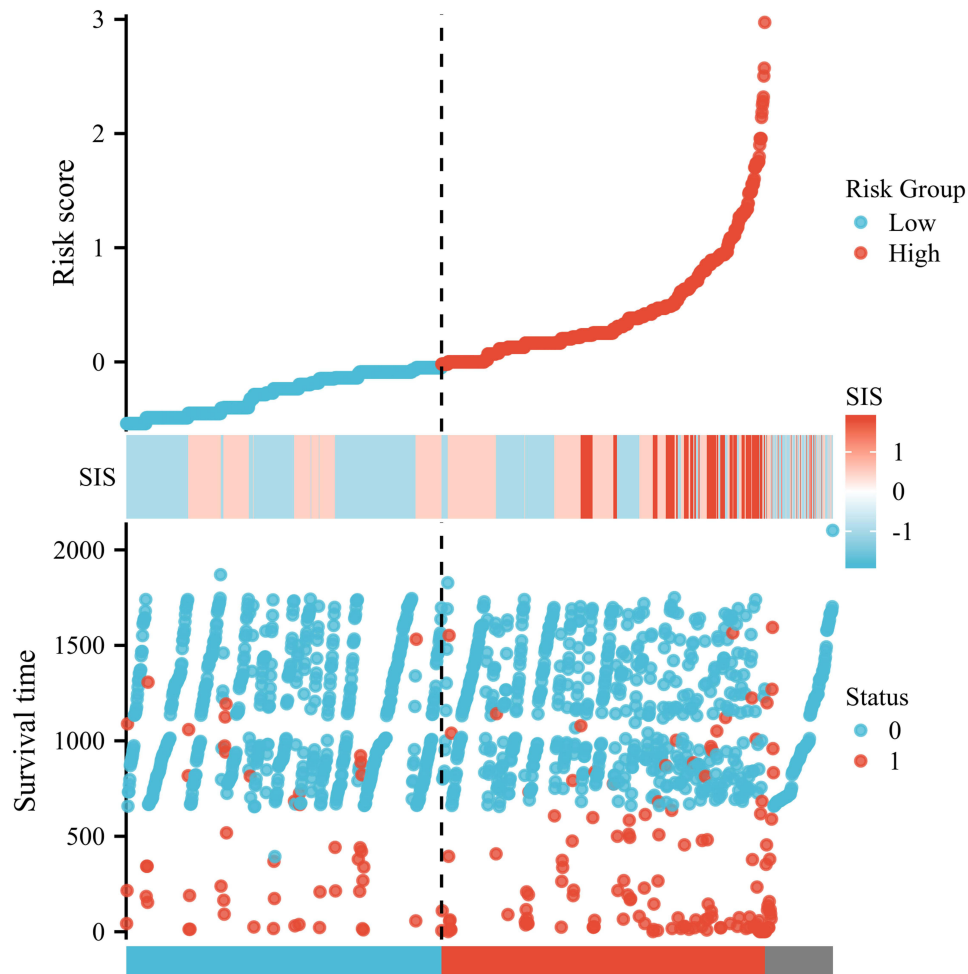 3
2
1
0
Risk score
Risk Group
Low
High
SIS
SIS
1
0
-1
2000
1500
1000
500
0
Survival time
Status
0
1